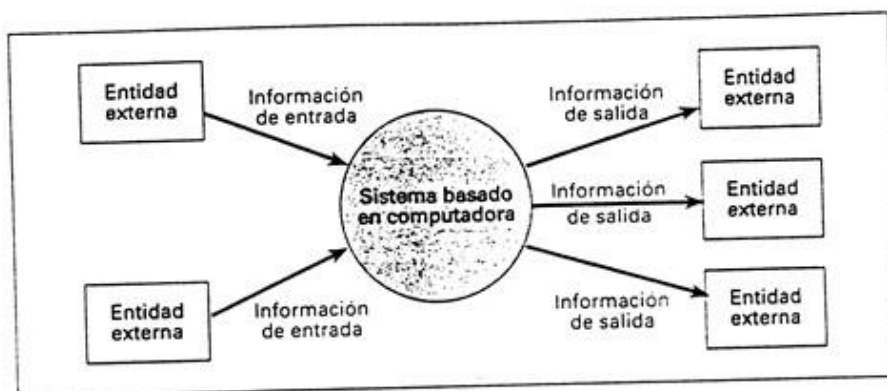 Entidad
externa
Información
de entrada
Entidad
externa
Información
de entrada
Sistema basado
en computadora
Información
de salida
Entidad
externa
Información
de salida
Entidad
externa
Información
de salida
Entidad
externa